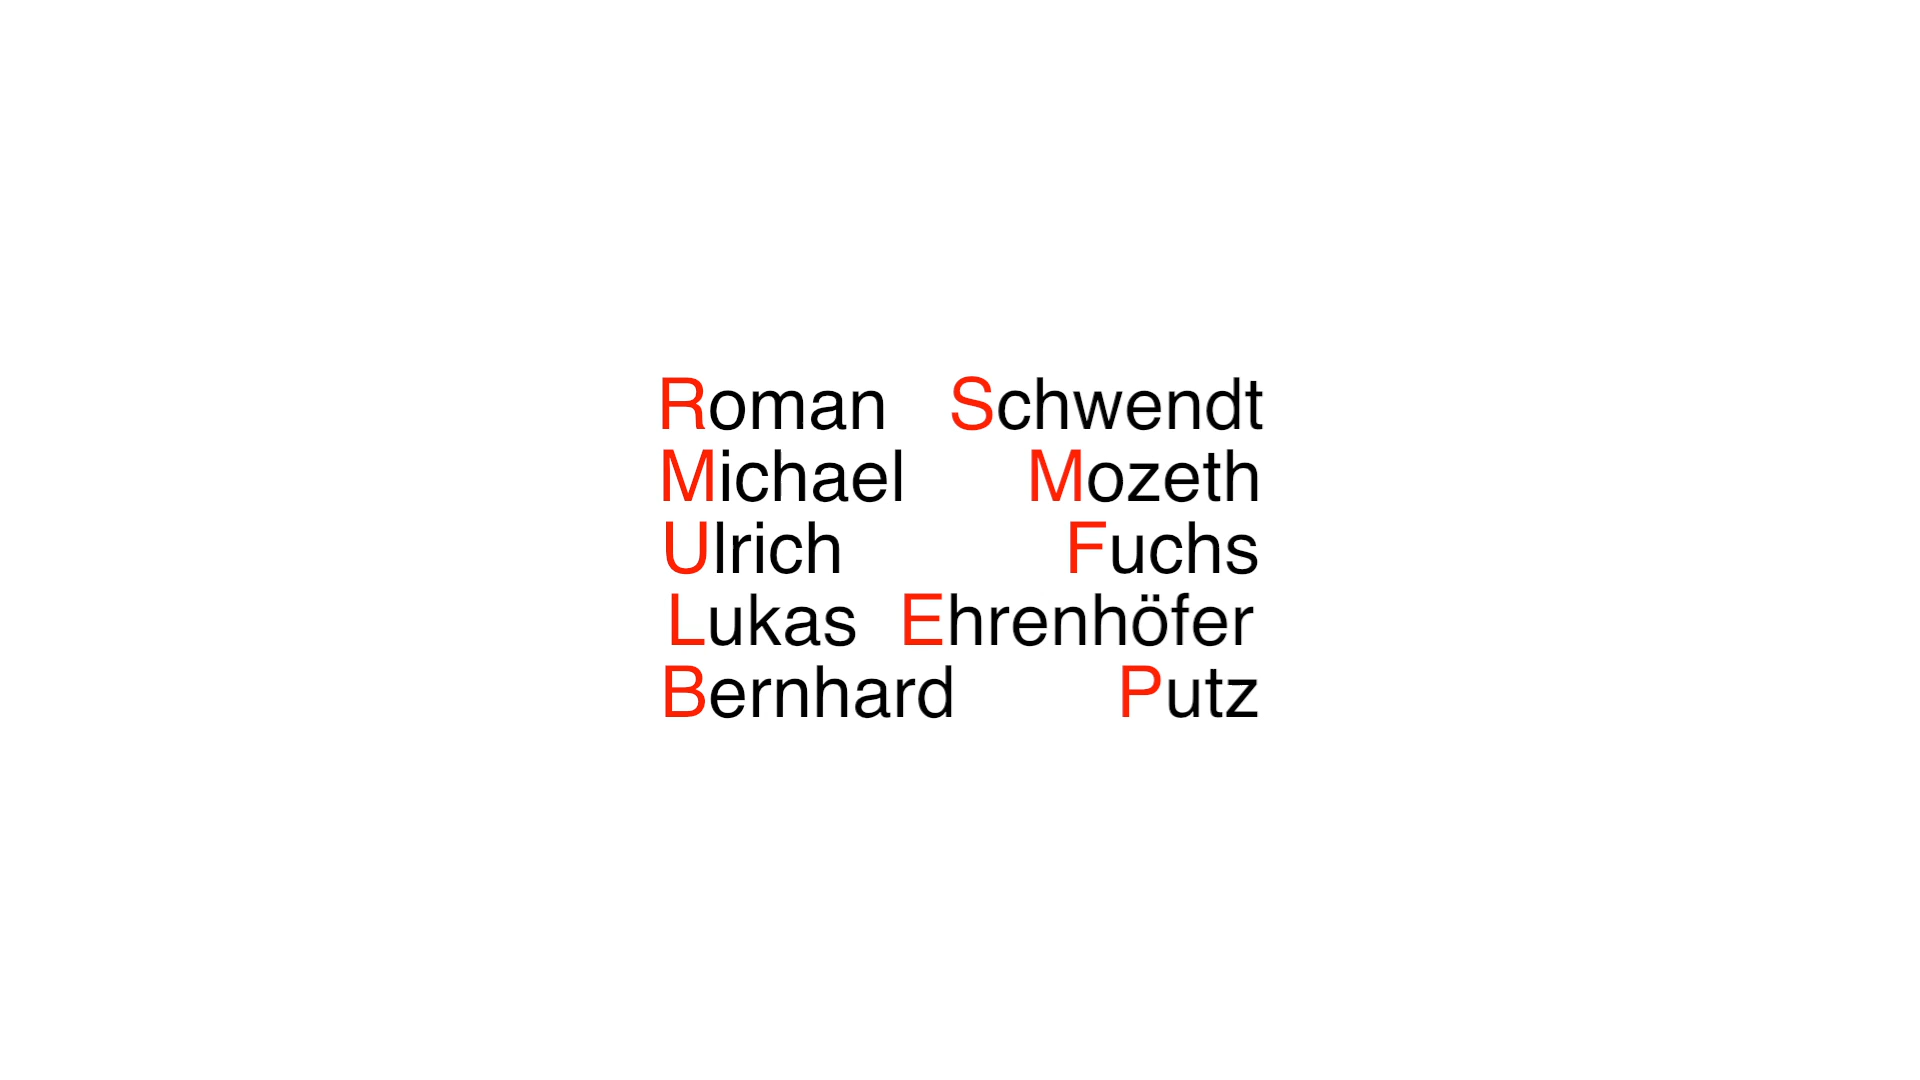 Roman Schwendt
Michael Mozeth
Ulrich Fuchs
Lukas Ehrenhöfer
Bernhard Putz